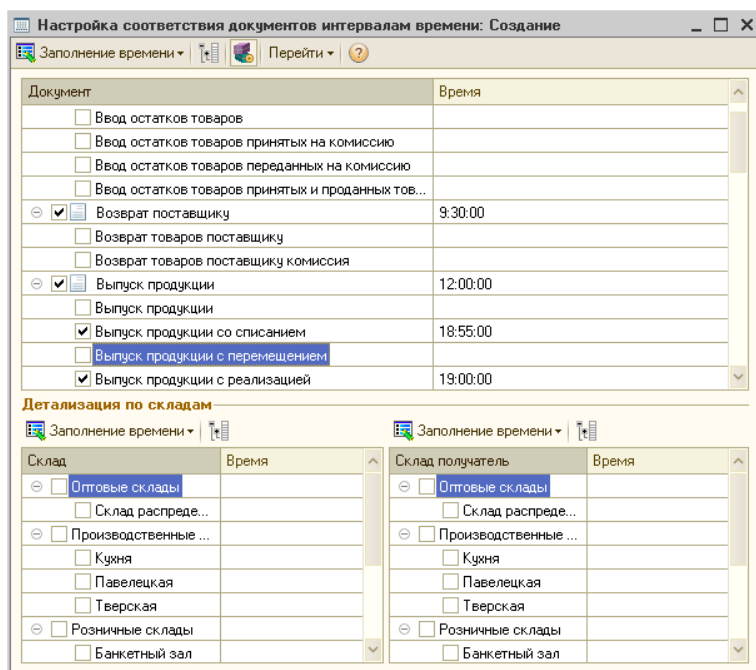 Настройка соответствия документов интервалам времени: Создание
Заполнение времени Перейти ?
Документ Время
Ввод остатков товаров
Ввод остатков товаров принятых на комиссию
Ввод остатков товаров переданных на комиссию
Ввод остатков товаров принятых и проданных тов...
Возврат поставщику 9:30:00
Возврат товаров поставщику
Возврат товаров поставщику комиссия
Выпуск продукции 12:00:00
Выпуск продукции
Выпуск продукции со списанием 18:55:00
Выпуск продукции с перемещением
Выпуск продукции с реализацией 19:00:00
Детализация по складам
Заполнение времени Заполнение времени
Склад Время Склад получатель Время
Оптовые склады Оптовые склады
Склад распреде... Склад распреде...
Производственные ... Производственные ...
Кухня Кухня
Павелецкая Павелецкая
Тверская Тверская
Розничные склады Розничные склады
Банкетный зал Банкетный зал